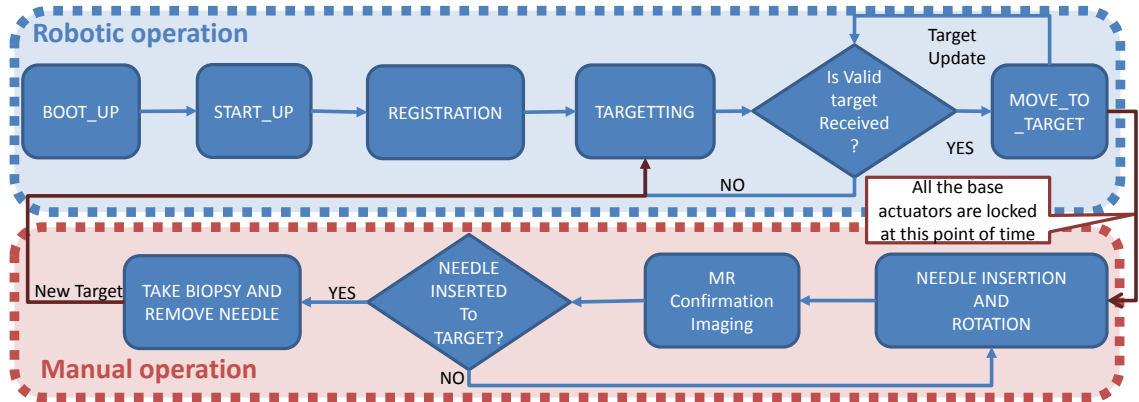 Robotic operation
BOOT_UP
START_UP
REGISTRATION
TARGETTING
Is Valid
target
Received
?
Target
Update
MOVE_TO
_TARGET
YES
NO
All the base
actuators are locked
at this point of time
NEEDLE INSERTION
AND
ROTATION
MR
Confirmation
Imaging
NEEDLE
INSERTED
To
TARGET?
YES
NO
TAKE BIOPSY AND
REMOVE NEEDLE
New Target
Manual operation